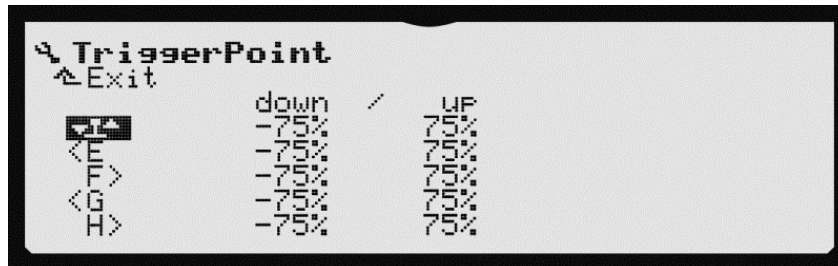 TriggerPoint
Exit
down / up
-75% 75%
<E -75% 75%
F> -75% 75%
<G -75% 75%
H> -75% 75%